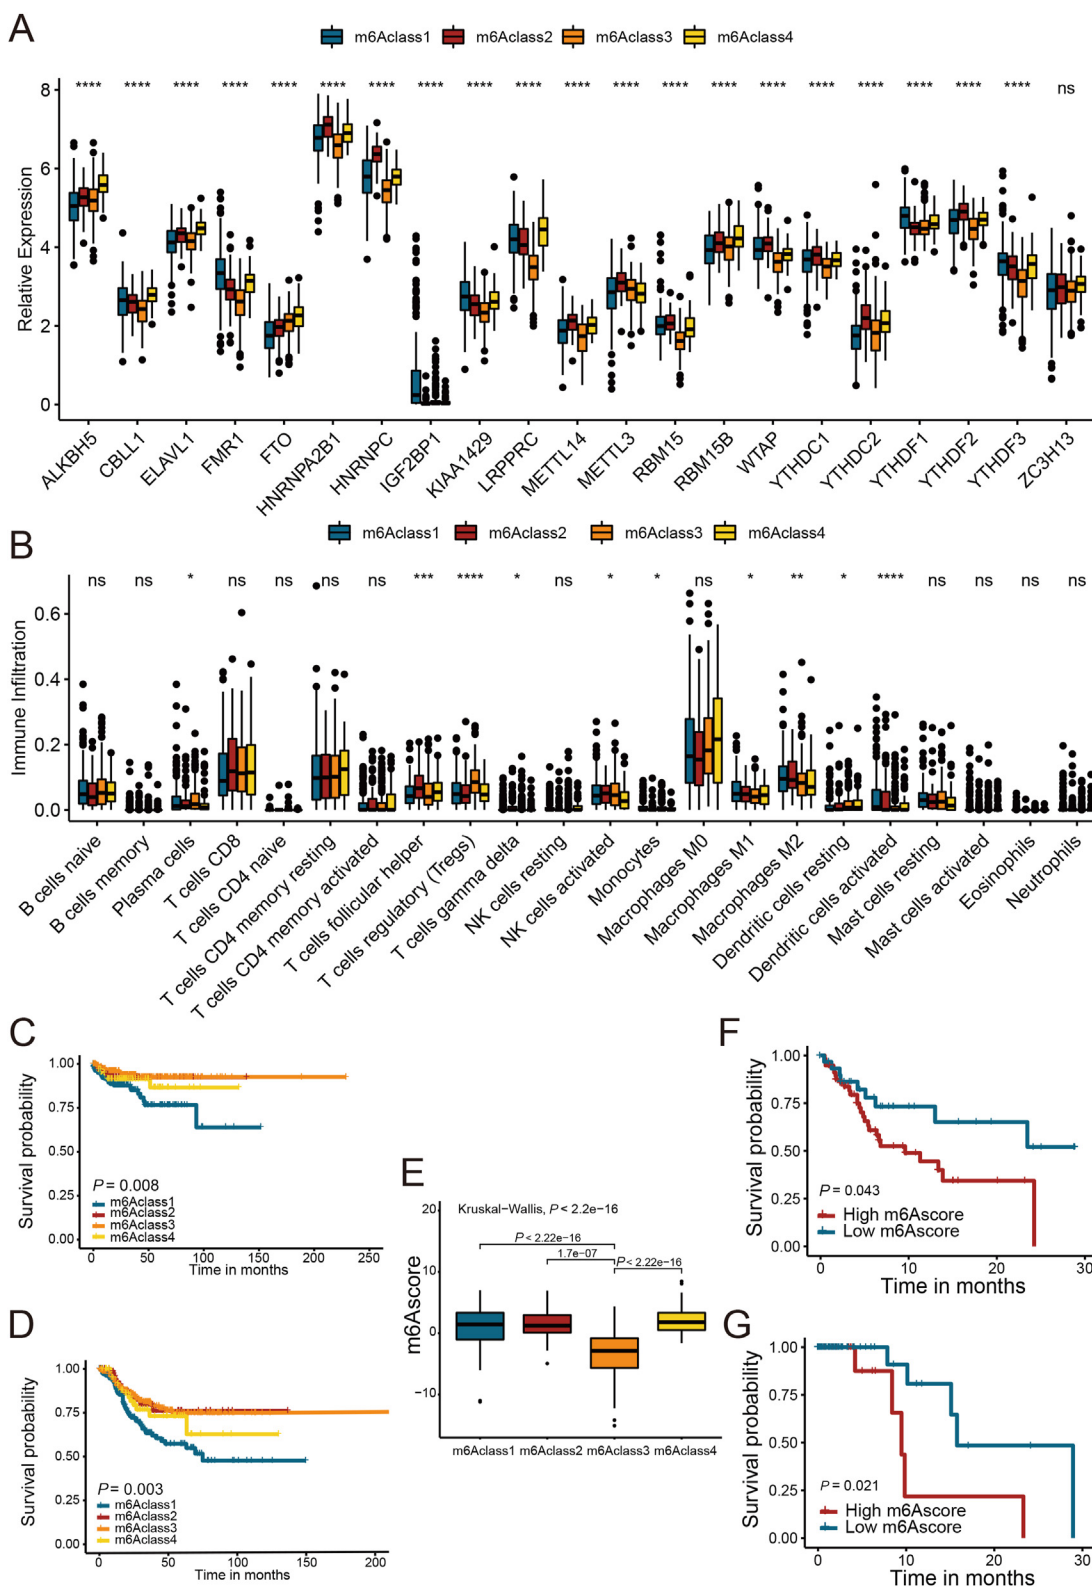 A
m6Aclass1 m6Aclass2 m6Aclass3 m6Aclass4
Relative Expression
8
6
4
2
0
**** **** **** **** **** **** **** **** **** **** **** **** **** **** **** **** **** **** **** **** ns
ALKBH5 CBLL1 ELAVL1 FMR1 FTO HNRNPA2B1 HNRNPC IGF2BP1 KIAA1429 LRPPRC METTL14 METTL3 RBM15 RBM15B WTAP YTHDC1 YTHDC2 YTHDF1 YTHDF2 YTHDF3 ZC3H13
B
m6Aclass1 m6Aclass2 m6Aclass3 m6Aclass4
Immune Infiltration
ns ns * ns ns ns ns *** **** * ns * * ns * ** * **** ns ns ns ns
0.6
0.4
0.2
0.0
B cells naive
B cells memory
Plasma cells
T cells CD8
T cells CD4 naive
T cells CD4 memory resting
T cells CD4 memory activated
T cells follicular helper
T cells regulatory (Tregs)
T cells gamma delta
NK cells resting
NK cells activated
Monocytes
Macrophages M0
Macrophages M1
Macrophages M2
Dendritic cells resting
Dendritic cells activated
Mast cells resting
Mast cells activated
Eosinophils
Neutrophils
C
Survival probability
1.00
0.75
0.50
0.25
0.00
P = 0.008
m6Aclass1
m6Aclass2
m6Aclass3
m6Aclass4
0 50 100 150 200 250
Time in months
D
Survival probability
1.00
0.75
0.50
0.25
0.00
P = 0.003
m6Aclass1
m6Aclass2
m6Aclass3
m6Aclass4
0 50 100 150 200
Time in months
E
m6Ascore
20
10
0
−10
Kruskal−Wallis, P < 2.2e−16
P < 2.22e−16
1.7e−07
P < 2.22e−16
m6Aclass1 m6Aclass2 m6Aclass3 m6Aclass4
F
Survival probability
1.00
0.75
0.50
0.25
0.00
P = 0.043
High m6Ascore
Low m6Ascore
0 10 20 30
Time in months
G
Survival probability
1.00
0.75
0.50
0.25
0.00
P = 0.021
High m6Ascore
Low m6Ascore
0 10 20 30
Time in months